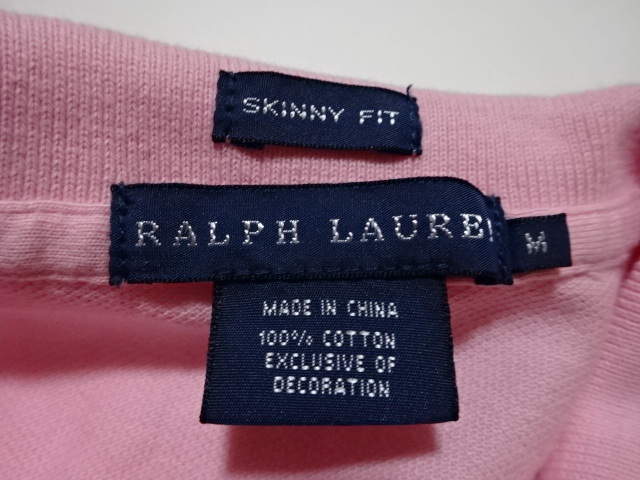 SKINNY FIT
RALPH LAURE
M
MADE IN CHINA
100% COTTON
EXCLUSIVE OF
DECORATION